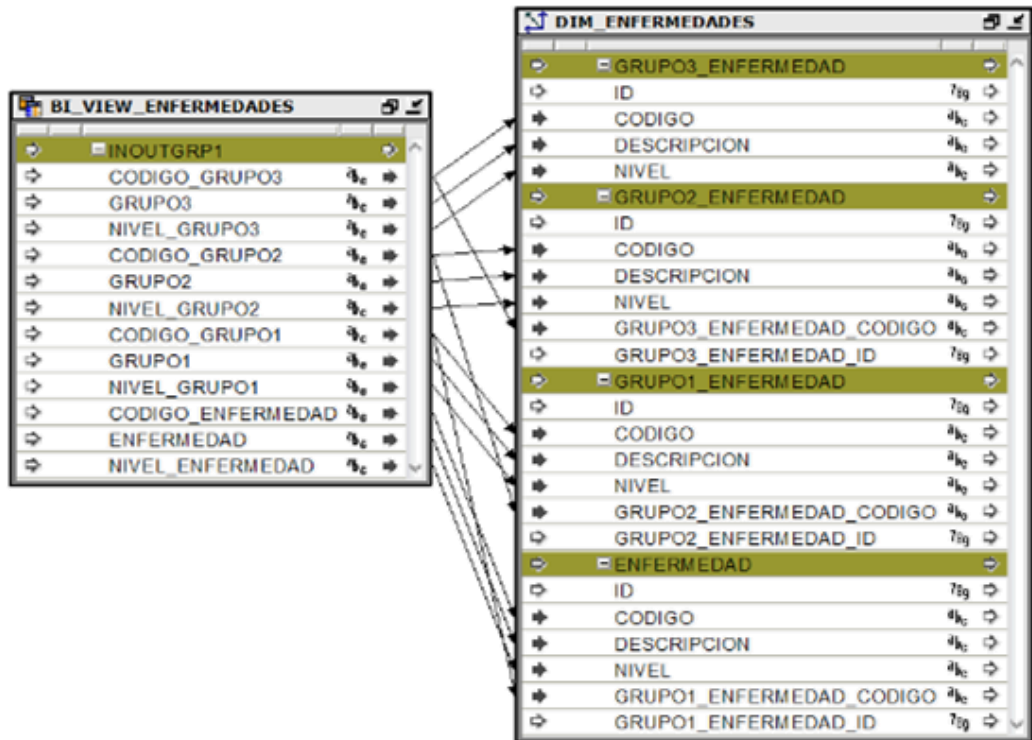 BI_VIEW_ENFERMEDADES
INOUTGRP1
CODIGO_GRUPO3
GRUPO3
NIVEL_GRUPO3
CODIGO_GRUPO2
GRUPO2
NIVEL_GRUPO2
CODIGO_GRUPO1
GRUPO1
NIVEL_GRUPO1
CODIGO_ENFERMEDAD
ENFERMEDAD
NIVEL_ENFERMEDAD
DIM_ENFERMEDADES
GRUPO3_ENFERMEDAD
ID
CODIGO
DESCRIPCION
NIVEL
GRUPO2_ENFERMEDAD
ID
CODIGO
DESCRIPCION
NIVEL
GRUPO3_ENFERMEDAD_CODIGO
GRUPO3_ENFERMEDAD_ID
GRUPO1_ENFERMEDAD
ID
CODIGO
DESCRIPCION
NIVEL
GRUPO2_ENFERMEDAD_CODIGO
GRUPO2_ENFERMEDAD_ID
ENFERMEDAD
ID
CODIGO
DESCRIPCION
NIVEL
GRUPO1_ENFERMEDAD_CODIGO
GRUPO1_ENFERMEDAD_ID